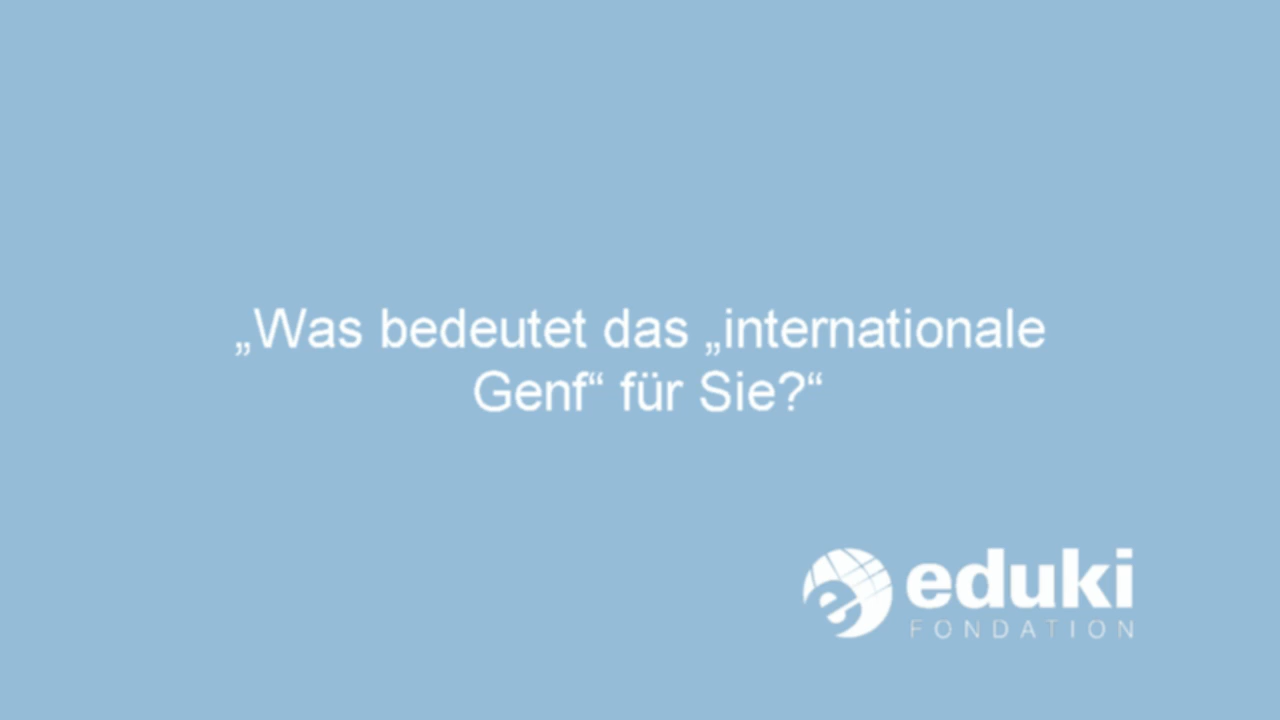 „Was bedeutet das „internationale
Genf“ für Sie?“
eduki
FONDATION